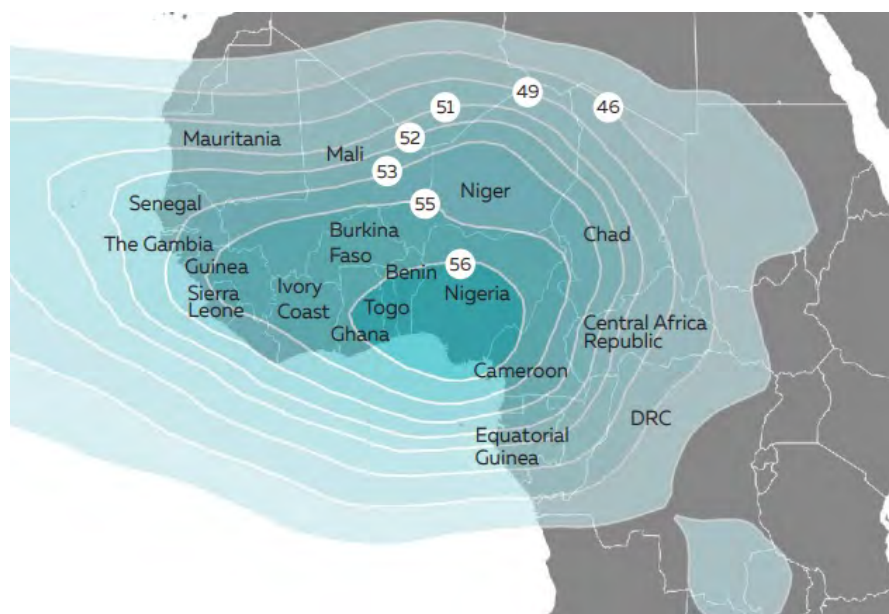 49
46
51
52
Mauritania
Mali
53
Niger
Senegal
55
Burkina
Faso
Chad
The Gambia
Guinea
56
Benin
Ivory
Coast
Sierra
Leone
Nigeria
Togo
Ghana
Central Africa
Republic
Cameroon
DRC
Equatorial
Guinea